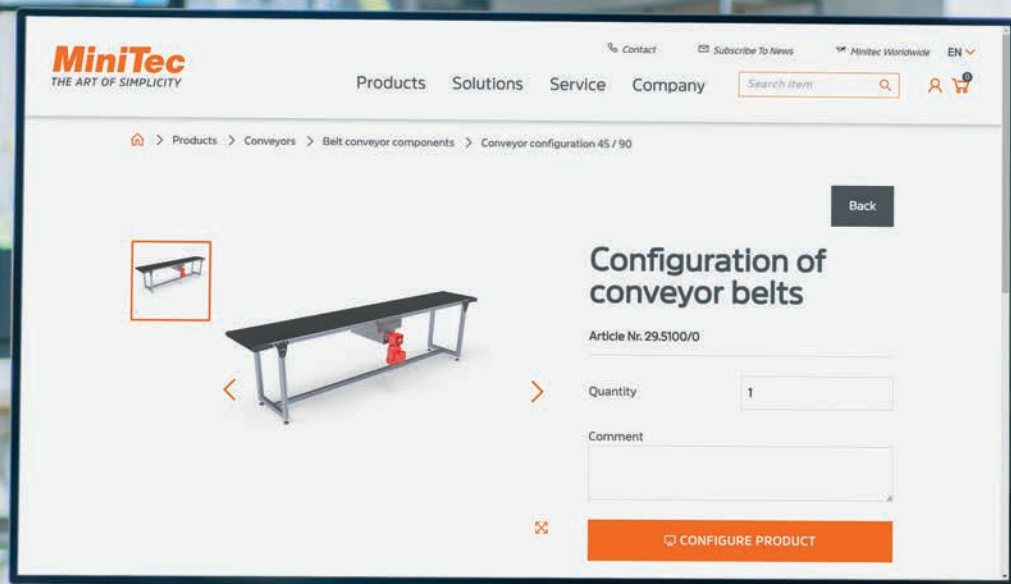 MiniTec
THE ART OF SIMPLICITY
Contact
Subscribe To News
Minitec Worldwide
EN
Products
Solutions
Service
Company
Search item
0
> Products > Conveyors > Belt conveyor components > Conveyor configuration 45 / 90
Back
Configuration of
conveyor belts
Article Nr. 29.5100/0
Quantity
1
Comment
CONFIGURE PRODUCT